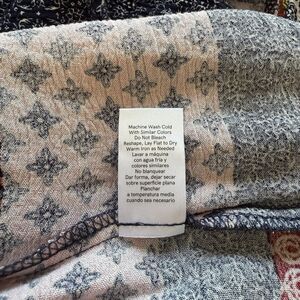 Machine Wash Cold
With Similar Colors
Do Not Bleach
Reshape, Lay Flat to Dry
Warm Iron as Needed
Lavar a máquina
con agua fría y
colores similares
No blanquear
Dar forma, dejar secar
sobre superficie plana
Planchar
a temperatura media
cuando sea necesario